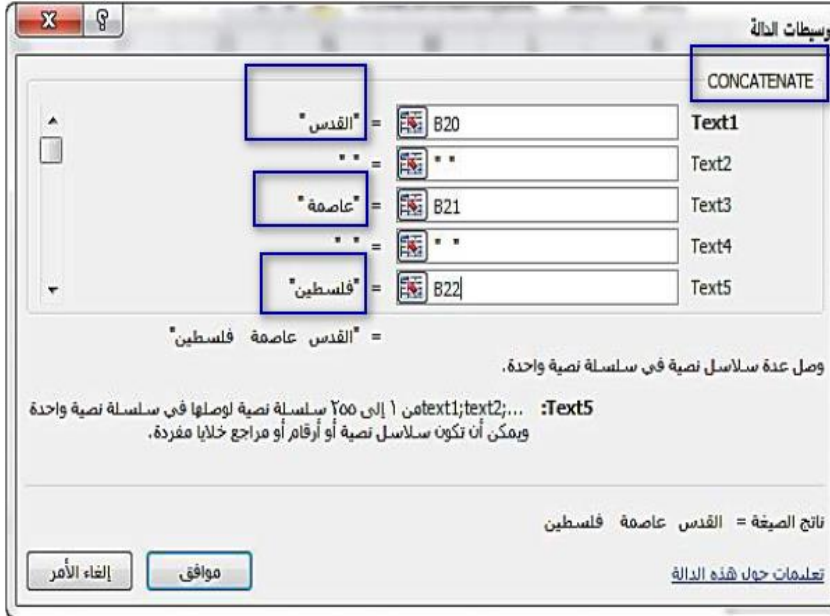 وسيطات الدالة
CONCATENATE
Text1 B20 = "القدس "
Text2 " " = " "
Text3 B21 = "عاصمة "
Text4 " " = " "
Text5 B22 = "فلسطين"
= "القدس  عاصمة  فلسطين"
وصل عدة سلاسل نصية في سلسلة نصية واحدة.
Text5: text1;text2;... من ١ إلى ٢٥٥ سلسلة نصية لوصلها في سلسلة نصية واحدة
ويمكن أن تكون سلاسل نصية أو أرقام أو مراجع خلايا مفردة.
ناتج الصيغة = القدس  عاصمة  فلسطين
تعليمات حول هذه الدالة
موافق
إلغاء الأمر